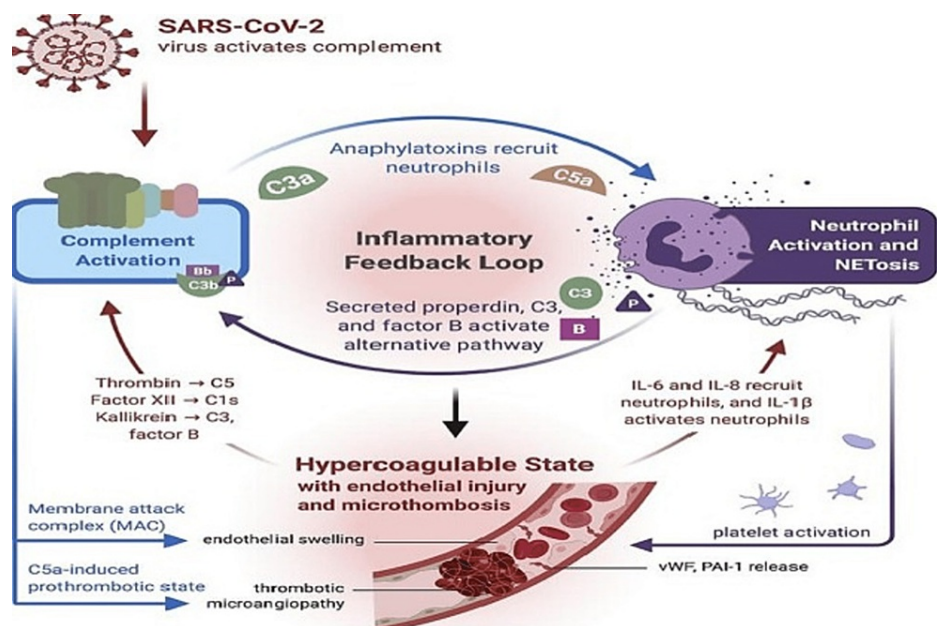 SARS-CoV-2
virus activates complement
Anaphylatoxins recruit
neutrophils
C3a
C5a
Complement
Activation
Bb
C3b
P
Inflammatory
Feedback Loop
Neutrophil
Activation and
NETosis
Secreted properdin, C3,
and factor B activate
alternative pathway
C3
P
B
Thrombin → C5
Factor XII → C1s
Kallikrein → C3,
factor B
IL-6 and IL-8 recruit
neutrophils, and IL-1β
activates neutrophils
Hypercoagulable State
with endothelial injury
and microthombosis
Membrane attack
complex (MAC)
endothelial swelling
platelet activation
C5a-induced
prothrombotic state
thrombotic
microangiopathy
vWF, PAI-1 release